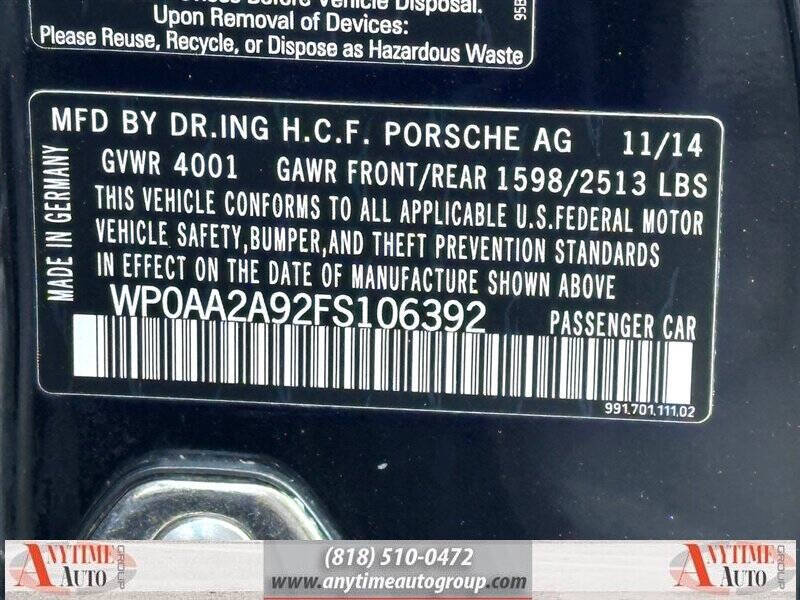 Vehicle Disposal.
Upon Removal of Devices:
Please Reuse, Recycle, or Dispose as Hazardous Waste
MFD BY DR.ING H.C.F. PORSCHE AG 11/14
GVWR 4001 GAWR FRONT/REAR 1598/2513 LBS
THIS VEHICLE CONFORMS TO ALL APPLICABLE U.S.FEDERAL MOTOR
VEHICLE SAFETY,BUMPER,AND THEFT PREVENTION STANDARDS
IN EFFECT ON THE DATE OF MANUFACTURE SHOWN ABOVE
MADE IN GERMANY
WP0AA2A92FS106392 PASSENGER CAR
991.701.111.02
ANYTIME AUTO GROUP
(818) 510-0472
www.anytimeautogroup.com
ANYTIME AUTO GROUP